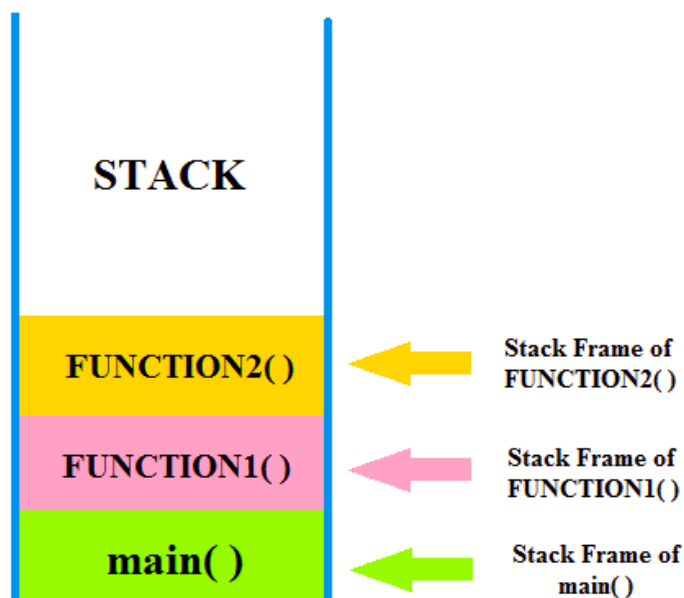 STACK
FUNCTION2( )
Stack Frame of
FUNCTION2( )
FUNCTION1( )
Stack Frame of
FUNCTION1( )
main( )
Stack Frame of
main( )